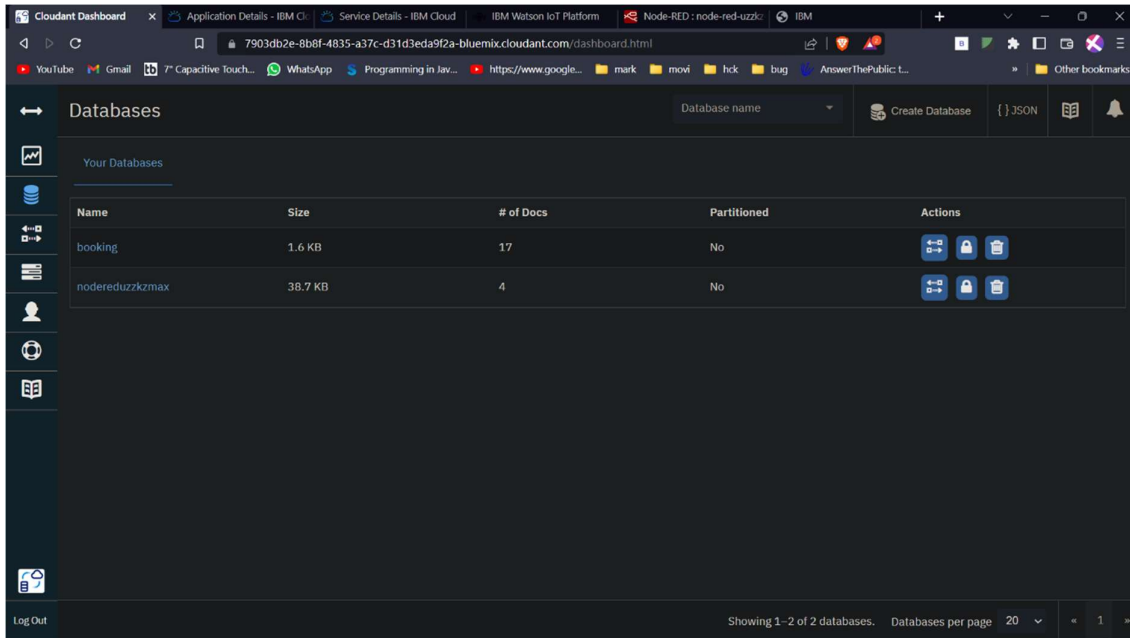 Cloudant Dashboard
Application Details - IBM Cl
Service Details - IBM Cloud
IBM Watson IoT Platform
Node-RED : node-red-uzzkz
IBM
7903db2e-8b8f-4835-a37c-d31d3eda9f2a-bluemix.cloudant.com/dashboard.html
YouTube Gmail 7" Capacitive Touch... WhatsApp Programming in Jav... https://www.google... mark movi hck bug AnswerThePublic: t... » Other bookmarks
Databases
Database name
Create Database
{ } JSON
Your Databases
Name Size # of Docs Partitioned Actions
booking 1.6 KB 17 No
nodereduzzkzmax 38.7 KB 4 No
Log Out
Showing 1–2 of 2 databases. Databases per page 20 « 1 »